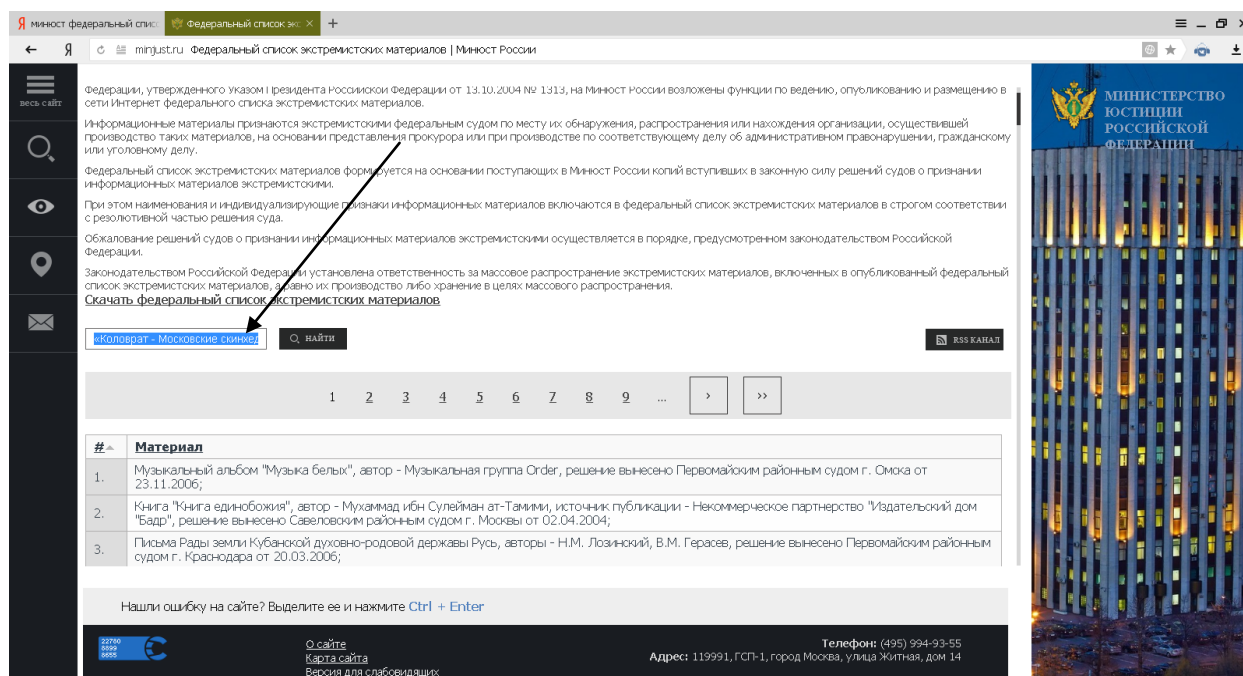 минюст федеральный спис
Федеральный список экс
minjust.ru Федеральный список экстремистских материалов | Минюст России
весь сайт
Федерации, утвержденного Указом Президента Российской Федерации от 13.10.2004 № 1313, на Минюст России возложены функции по ведению, опубликованию и размещению в
сети Интернет федерального списка экстремистских материалов.
Информационные материалы признаются экстремистскими федеральным судом по месту их обнаружения, распространения или нахождения организации, осуществившей
производство таких материалов, на основании представления прокурора или при производстве по соответствующему делу об административном правонарушении, гражданскому
или уголовному делу.
Федеральный список экстремистских материалов формируется на основании поступающих в Минюст России копий вступивших в законную силу решений судов о признании
информационных материалов экстремистскими.
При этом наименования и индивидуализирующие признаки информационных материалов включаются в федеральный список экстремистских материалов в строгом соответствии
с резолютивной частью решения суда.
Обжалование решений судов о признании информационных материалов экстремистскими осуществляется в порядке, предусмотренном законодательством Российской
Федерации.
Законодательством Российской Федерации установлена ответственность за массовое распространение экстремистских материалов, включенных в опубликованный федеральный
список экстремистских материалов, а равно их производство либо хранение в целях массового распространения.
Скачать федеральный список экстремистских материалов
«Коловрат - Московские скинхед
НАЙТИ
RSS КАНАЛ
1 2 3 4 5 6 7 8 9 ... > >>
# Материал
1. Музыкальный альбом "Музыка белых", автор - Музыкальная группа Order, решение вынесено Первомайским районным судом г. Омска от
23.11.2006;
2. Книга "Книга единобожия", автор - Мухаммад ибн Сулейман ат-Тамими, источник публикации - Некоммерческое партнерство "Издательский дом
"Бадр", решение вынесено Савеловским районным судом г. Москвы от 02.04.2004;
3. Письма Рады земли Кубанской духовно-родовой державы Русь, авторы - Н.М. Лозинский, В.М. Герасев, решение вынесено Первомайским районным
судом г. Краснодара от 20.03.2006;
Нашли ошибку на сайте? Выделите ее и нажмите Ctrl + Enter
22760
8899
6655
О сайте
Карта сайта
Версия для слабовидящих
Телефон: (495) 994-93-55
Адрес: 119991, ГСП-1, город Москва, улица Житная, дом 14
МИНИСТЕРСТВО
ЮСТИЦИИ
РОССИЙСКОЙ
ФЕДЕРАЦИИ